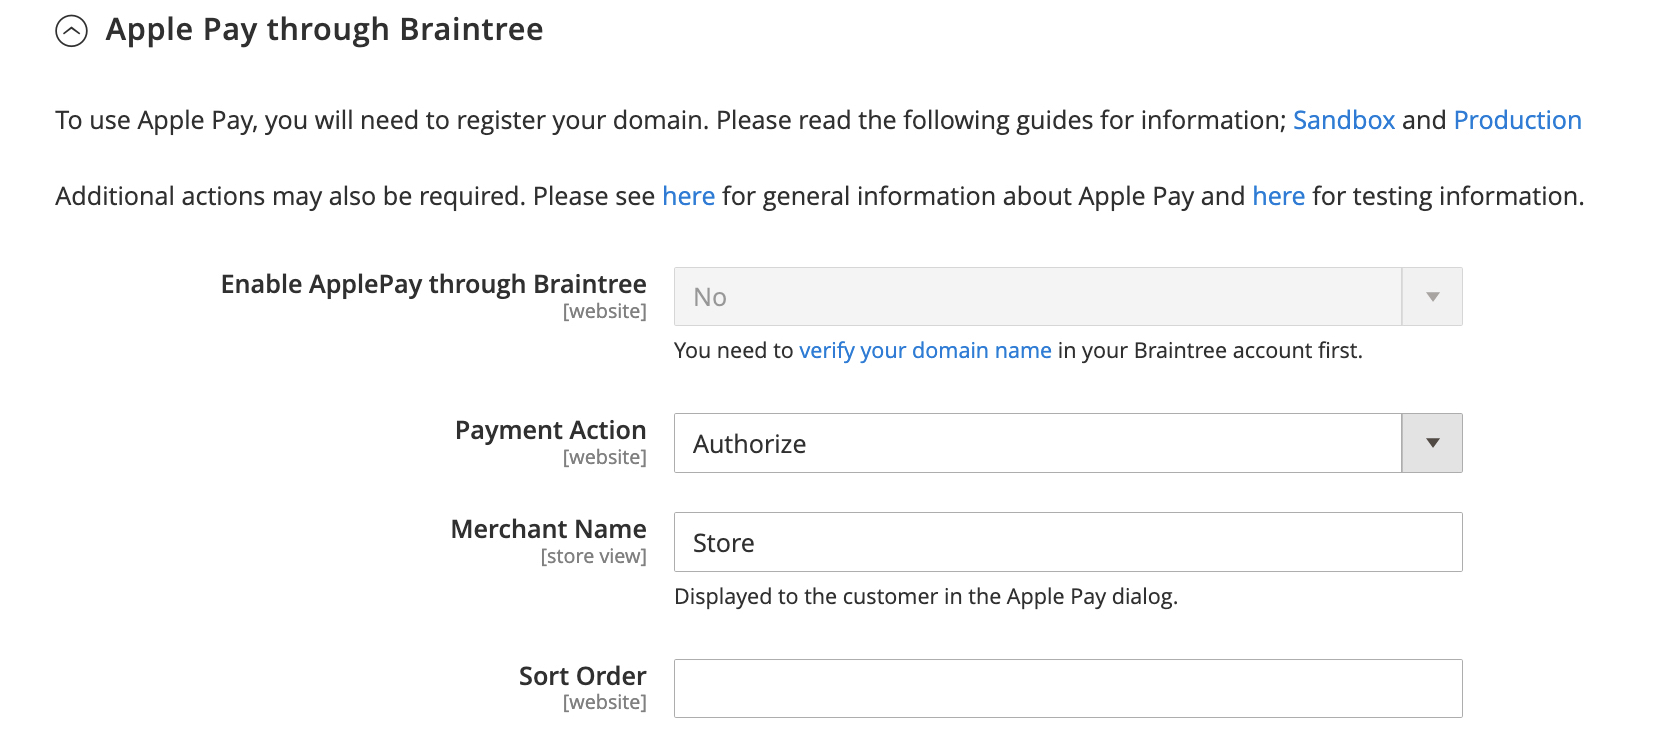 Apple Pay through Braintree
To use Apple Pay, you will need to register your domain. Please read the following guides for information; Sandbox and Production
Additional actions may also be required. Please see here for general information about Apple Pay and here for testing information.
Enable ApplePay through Braintree
[website]
No
You need to verify your domain name in your Braintree account first.
Payment Action
[website]
Authorize
Merchant Name
[store view]
Store
Displayed to the customer in the Apple Pay dialog.
Sort Order
[website]